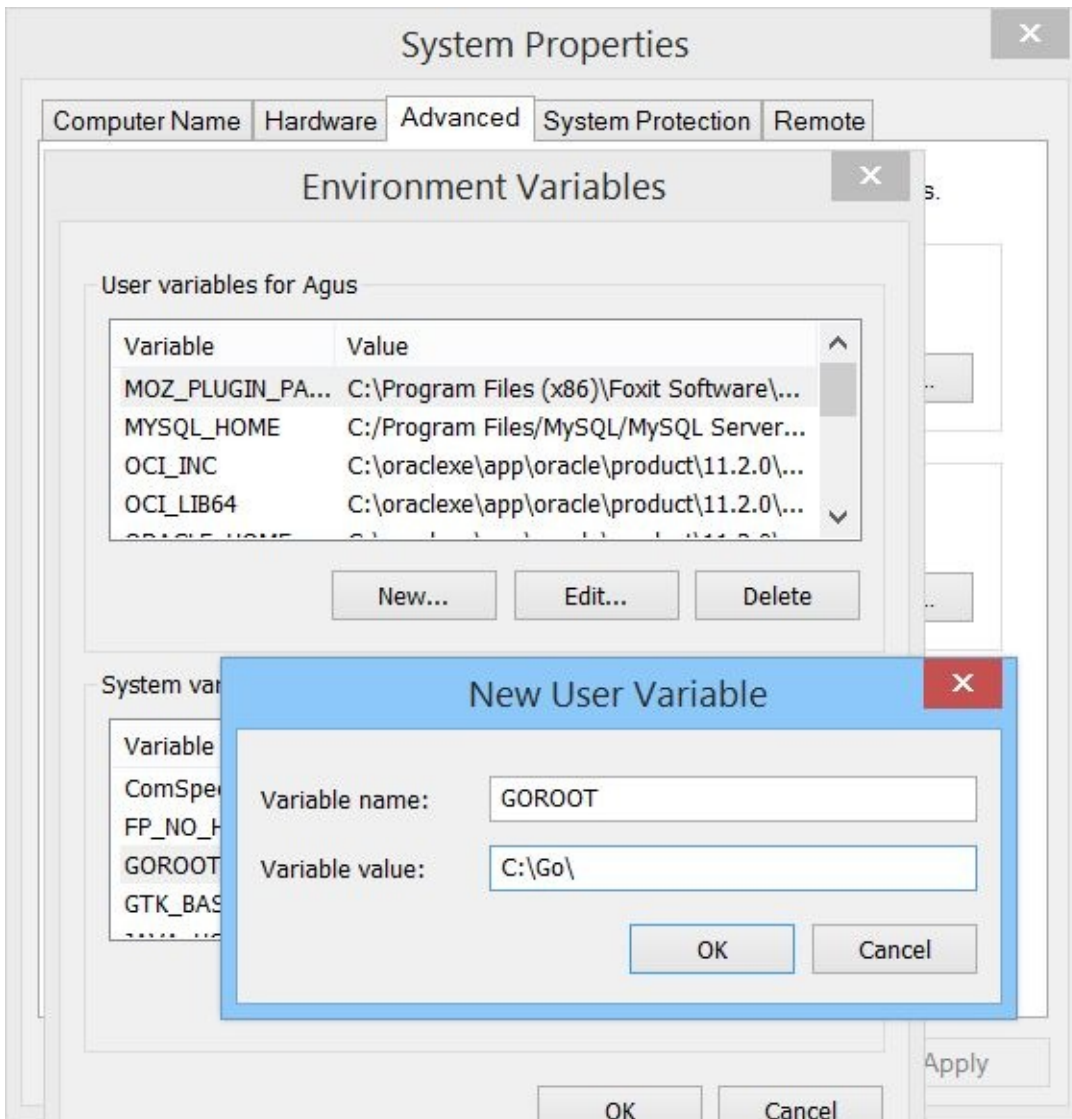 System Properties
Computer Name Hardware Advanced System Protection Remote
Environment Variables
s.
User variables for Agus
Variable Value
MOZ_PLUGIN_PA... C:\Program Files (x86)\Foxit Software\...
MYSQL_HOME C:/Program Files/MySQL/MySQL Server...
OCI_INC C:\oraclexe\app\oracle\product\11.2.0\...
OCI_LIB64 C:\oraclexe\app\oracle\product\11.2.0\...
New... Edit... Delete
System var
New User Variable
Variable
ComSpe
Variable name: GOROOT
FP_NO_H
GOROOT
Variable value: C:\Go\
GTK_BAS
OK Cancel
Apply
OK Cancel